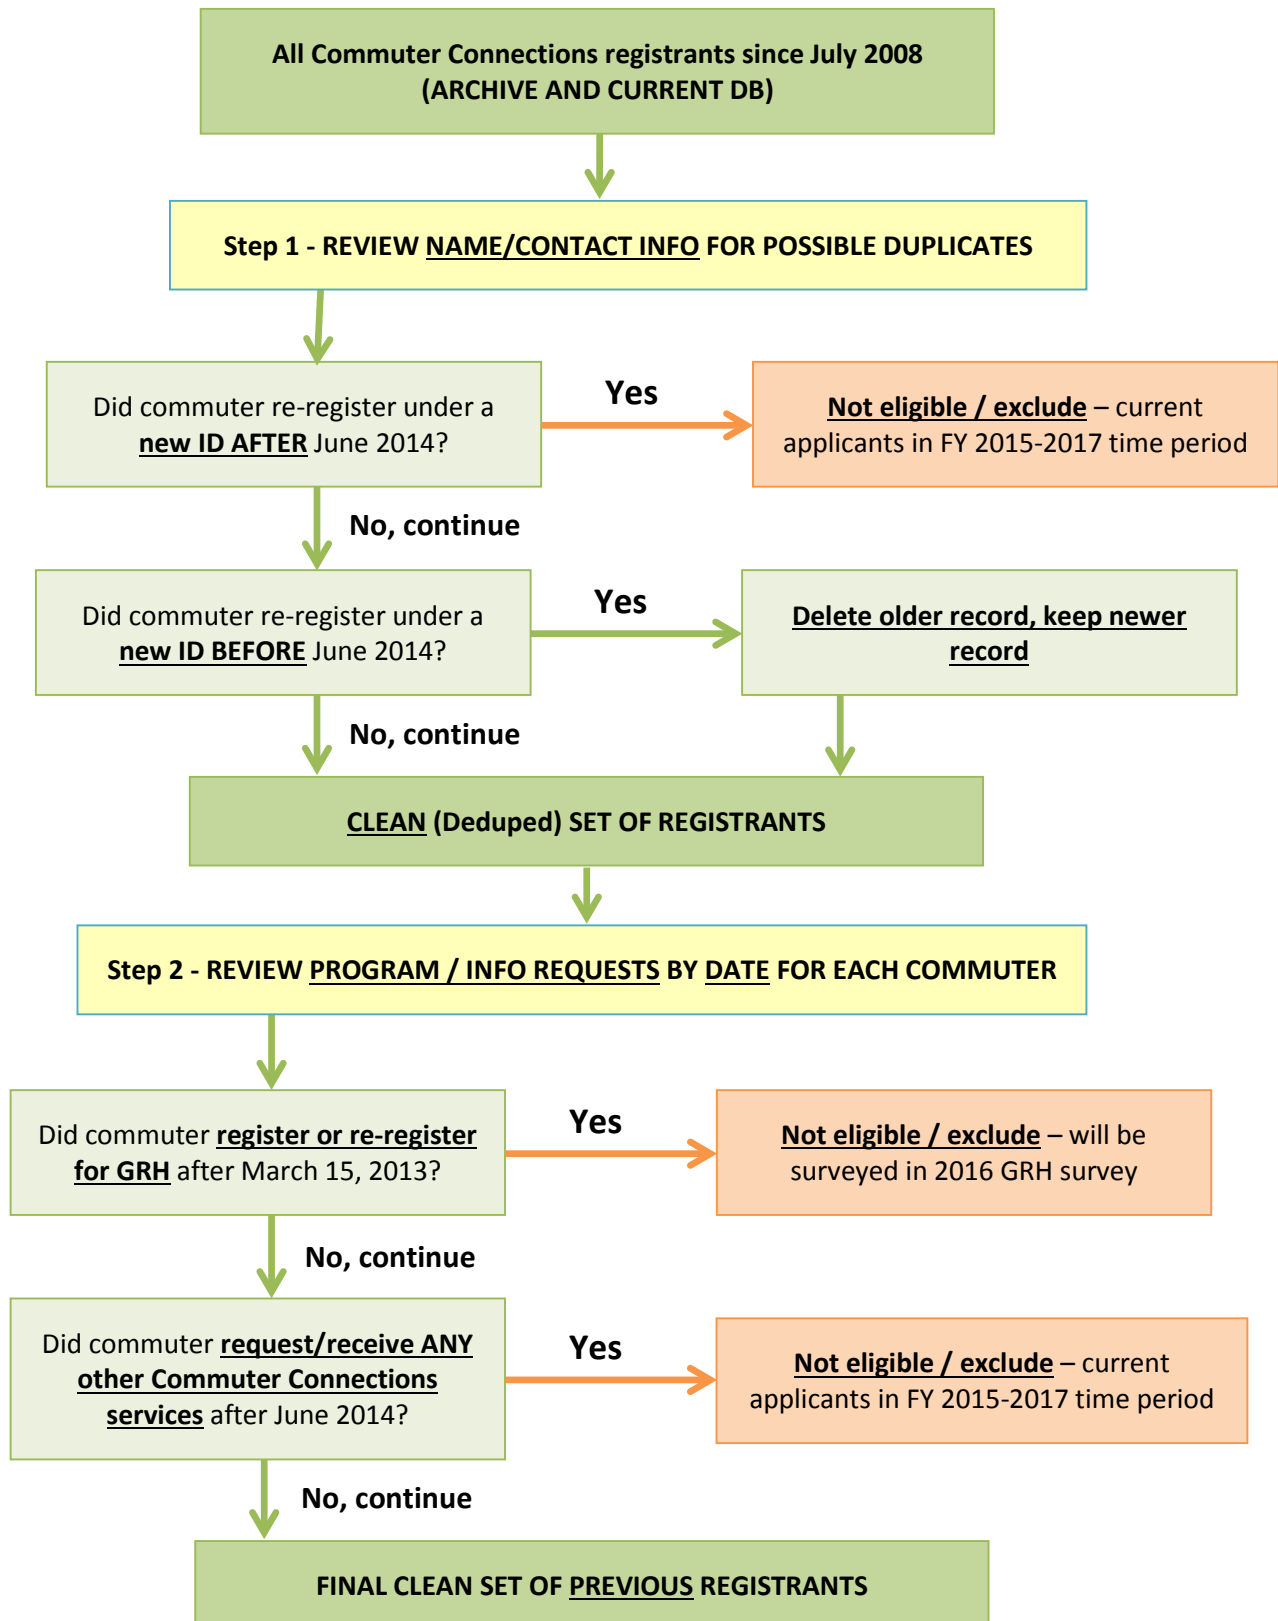 All Commuter Connections registrants since July 2008
(ARCHIVE AND CURRENT DB)
Step 1 - REVIEW NAME/CONTACT INFO FOR POSSIBLE DUPLICATES
Did commuter re-register under a
new ID AFTER June 2014?
Yes
Not eligible / exclude – current
applicants in FY 2015-2017 time period
No, continue
Did commuter re-register under a
new ID BEFORE June 2014?
Yes
Delete older record, keep newer
record
No, continue
CLEAN (Deduped) SET OF REGISTRANTS
Step 2 - REVIEW PROGRAM / INFO REQUESTS BY DATE FOR EACH COMMUTER
Did commuter register or re-register
for GRH after March 15, 2013?
Yes
Not eligible / exclude – will be
surveyed in 2016 GRH survey
No, continue
Did commuter request/receive ANY
other Commuter Connections
services after June 2014?
Yes
Not eligible / exclude – current
applicants in FY 2015-2017 time period
No, continue
FINAL CLEAN SET OF PREVIOUS REGISTRANTS